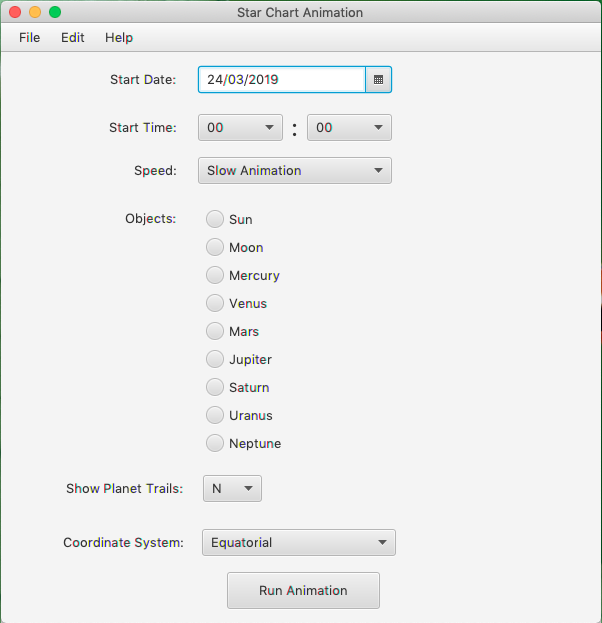 Star Chart Animation
File Edit Help
Start Date: 24/03/2019
Start Time: 00 : 00
Speed: Slow Animation
Objects: Sun
Moon
Mercury
Venus
Mars
Jupiter
Saturn
Uranus
Neptune
Show Planet Trails: N
Coordinate System: Equatorial
Run Animation